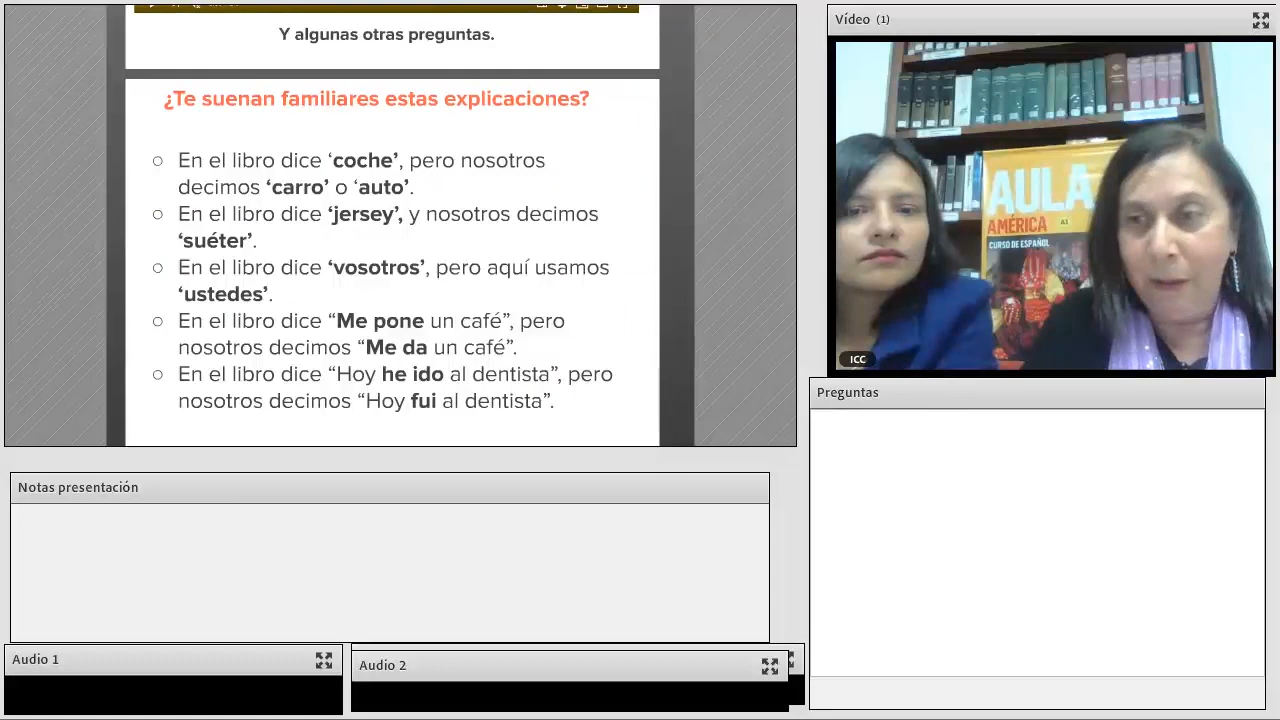 Y algunas otras preguntas.
¿Te suenan familiares estas explicaciones?
○ En el libro dice ‘coche’, pero nosotros
decimos ‘carro’ o ‘auto’.
○ En el libro dice ‘jersey’, y nosotros decimos
‘suéter’.
○ En el libro dice ‘vosotros’, pero aquí usamos
‘ustedes’.
○ En el libro dice “Me pone un café”, pero
nosotros decimos “Me da un café”.
○ En el libro dice “Hoy he ido al dentista”, pero
nosotros decimos “Hoy fui al dentista”.
Vídeo (1)
AULA
AMÉRICA A1
CURSO DE ESPAÑOL
ICC
Preguntas
Notas presentación
Audio 1
Audio 2